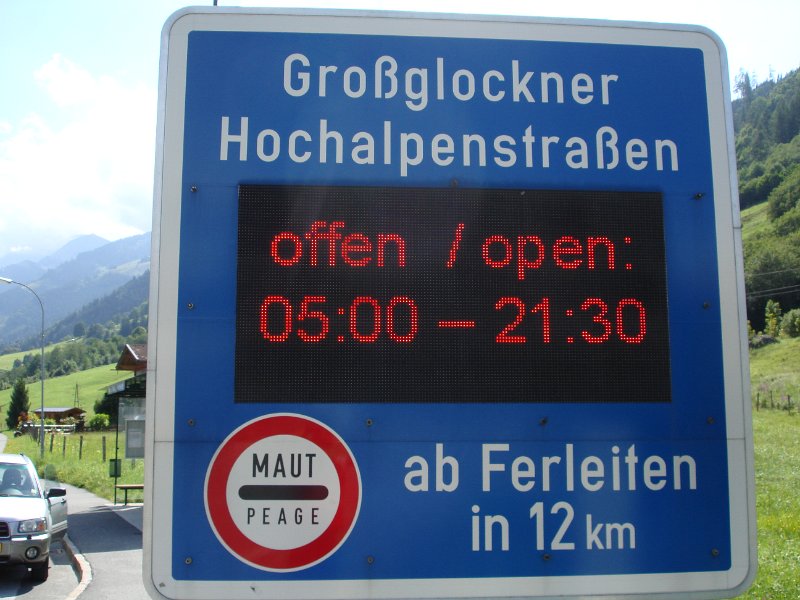 Großglockner
Hochalpenstraßen
offen / open:
05:00 – 21:30
MAUT
PEAGE
ab Ferleiten
in 12 km